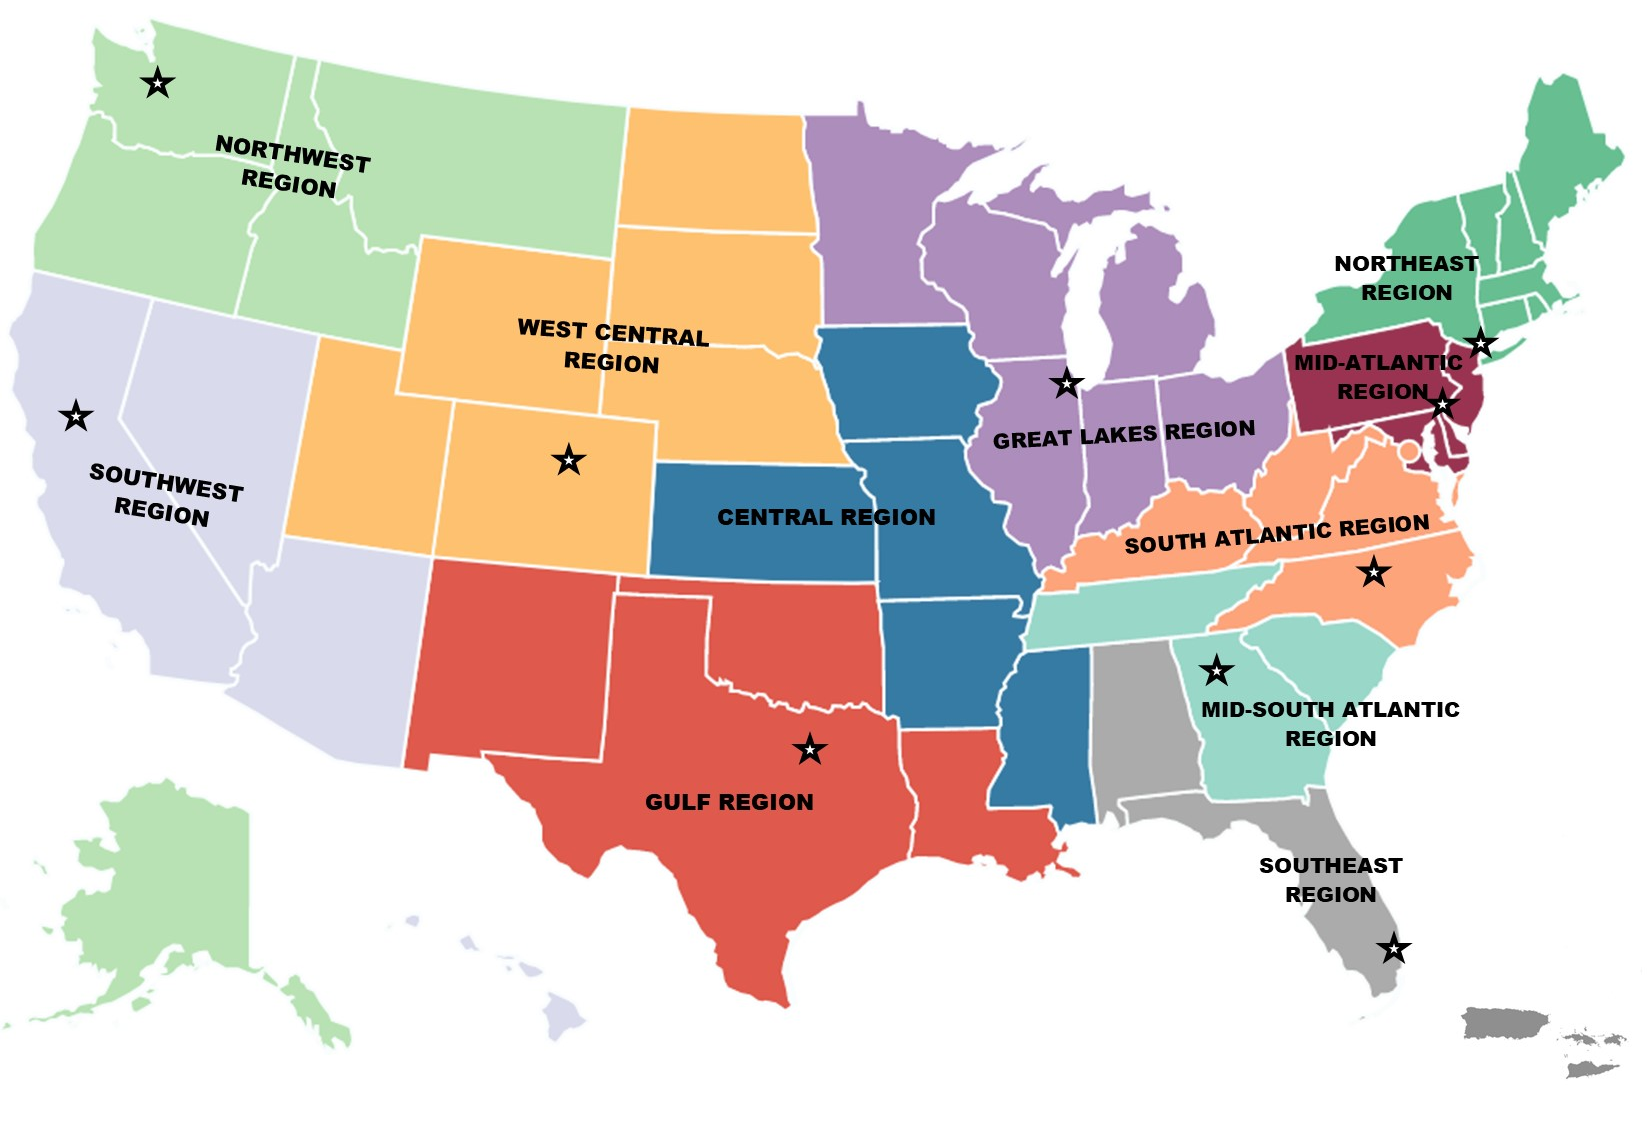 NORTHWEST
REGION
NORTHEAST
REGION
WEST CENTRAL
REGION
MID-ATLANTIC
REGION
GREAT LAKES REGION
SOUTHWEST
REGION
CENTRAL REGION
SOUTH ATLANTIC REGION
MID-SOUTH ATLANTIC
REGION
GULF REGION
SOUTHEAST
REGION